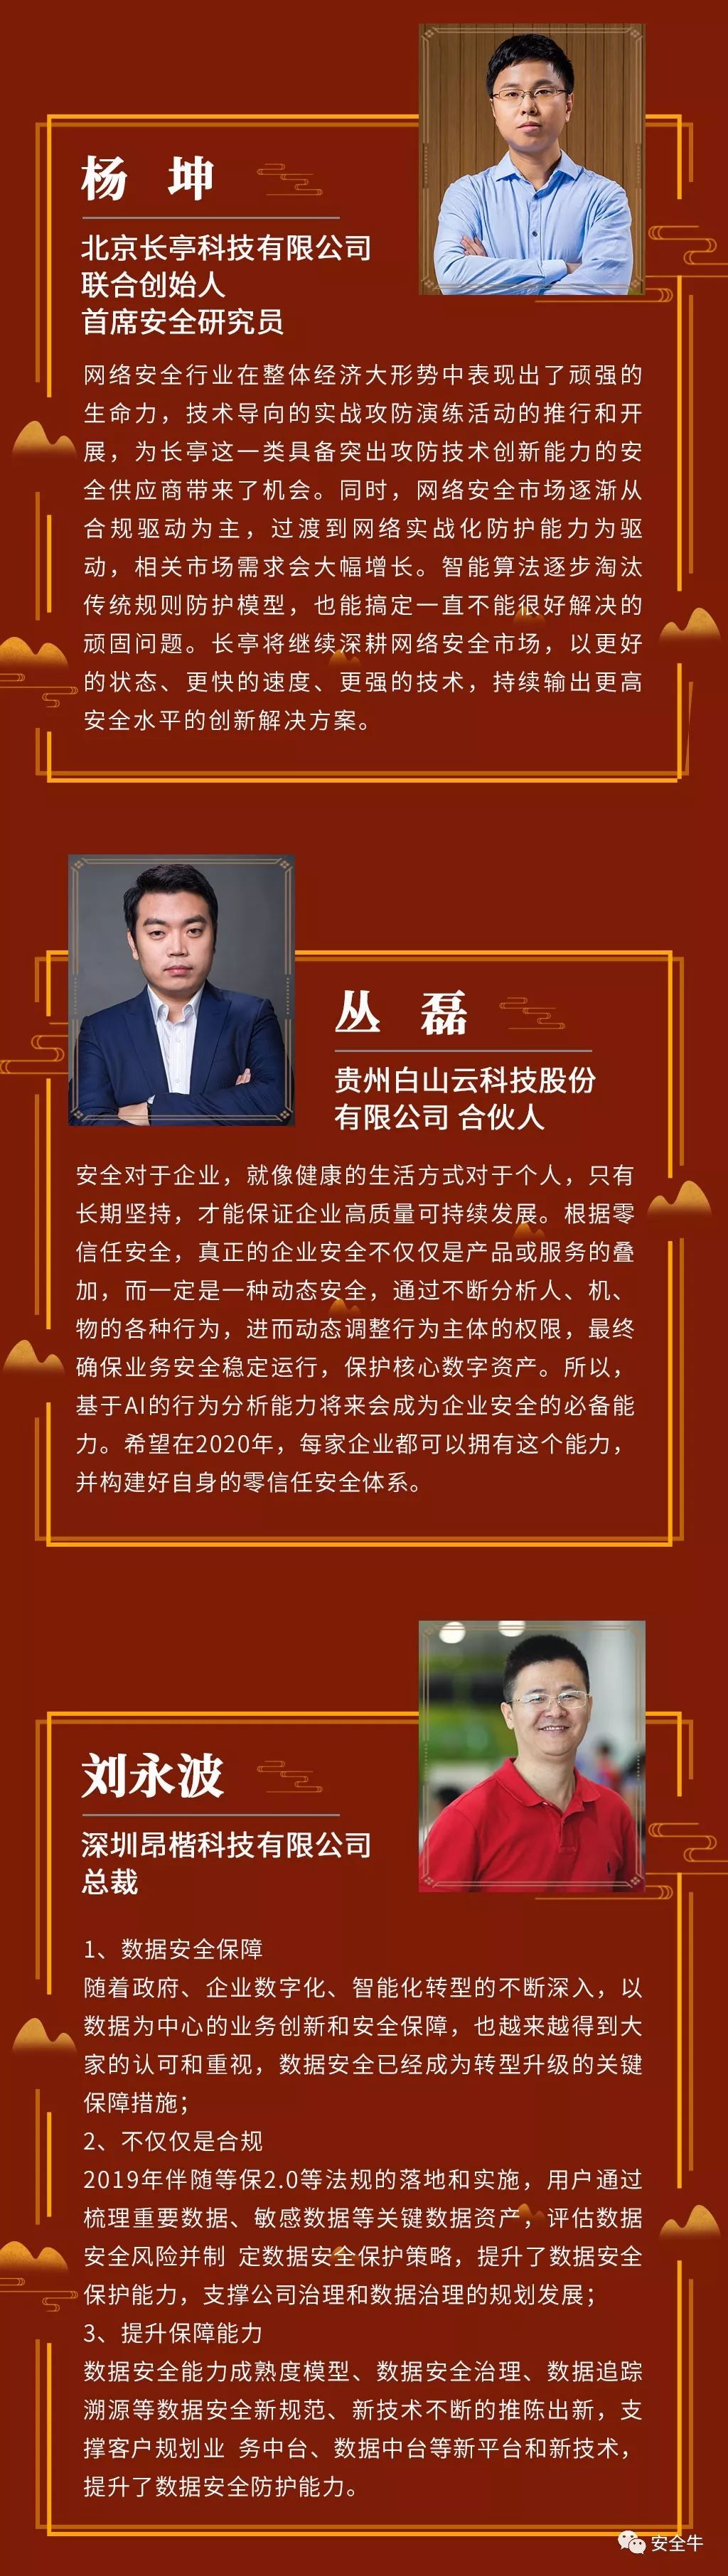 杨 坤
北京长亭科技有限公司
联合创始人
首席安全研究员
网络安全行业在整体经济大形势中表现出了顽强的
生命力，技术导向的实战攻防演练活动的推行和开
展，为长亭这一类具备突出攻防技术创新能力的安
全供应商带来了机会。同时，网络安全市场逐渐从
合规驱动为主，过渡到网络实战化防护能力为驱
动，相关市场需求会大幅增长。智能算法逐步淘汰
传统规则防护模型，也能搞定一直不能很好解决的
顽固问题。长亭将继续深耕网络安全市场，以更好
的状态、更快的速度、更强的技术，持续输出更高
安全水平的创新解决方案。
丛 磊
贵州白山云科技股份
有限公司 合伙人
安全对于企业，就像健康的生活方式对于个人，只有
长期坚持，才能保证企业高质量可持续发展。根据零
信任安全，真正的企业安全不仅仅是产品或服务的叠
加，而一定是一种动态安全，通过不断分析人、机、
物的各种行为，进而动态调整行为主体的权限，最终
确保业务安全稳定运行，保护核心数字资产。所以，
基于AI的行为分析能力将来会成为企业安全的必备能
力。希望在2020年，每家企业都可以拥有这个能力，
并构建好自身的零信任安全体系。
刘永波
深圳昂楷科技有限公司
总裁
1、数据安全保障
随着政府、企业数字化、智能化转型的不断深入，以
数据为中心的业务创新和安全保障，也越来越得到大
家的认可和重视，数据安全已经成为转型升级的关键
保障措施；
2、不仅仅是合规
2019年伴随等保2.0等法规的落地和实施，用户通过
梳理重要数据、敏感数据等关键数据资产，评估数据
安全风险并制 定数据安全保护策略，提升了数据安全
保护能力，支撑公司治理和数据治理的规划发展；
3、提升保障能力
数据安全能力成熟度模型、数据安全治理、数据追踪
溯源等数据安全新规范、新技术不断的推陈出新，支
撑客户规划业 务中台、数据中台等新平台和新技术，
提升了数据安全防护能力。
安全牛